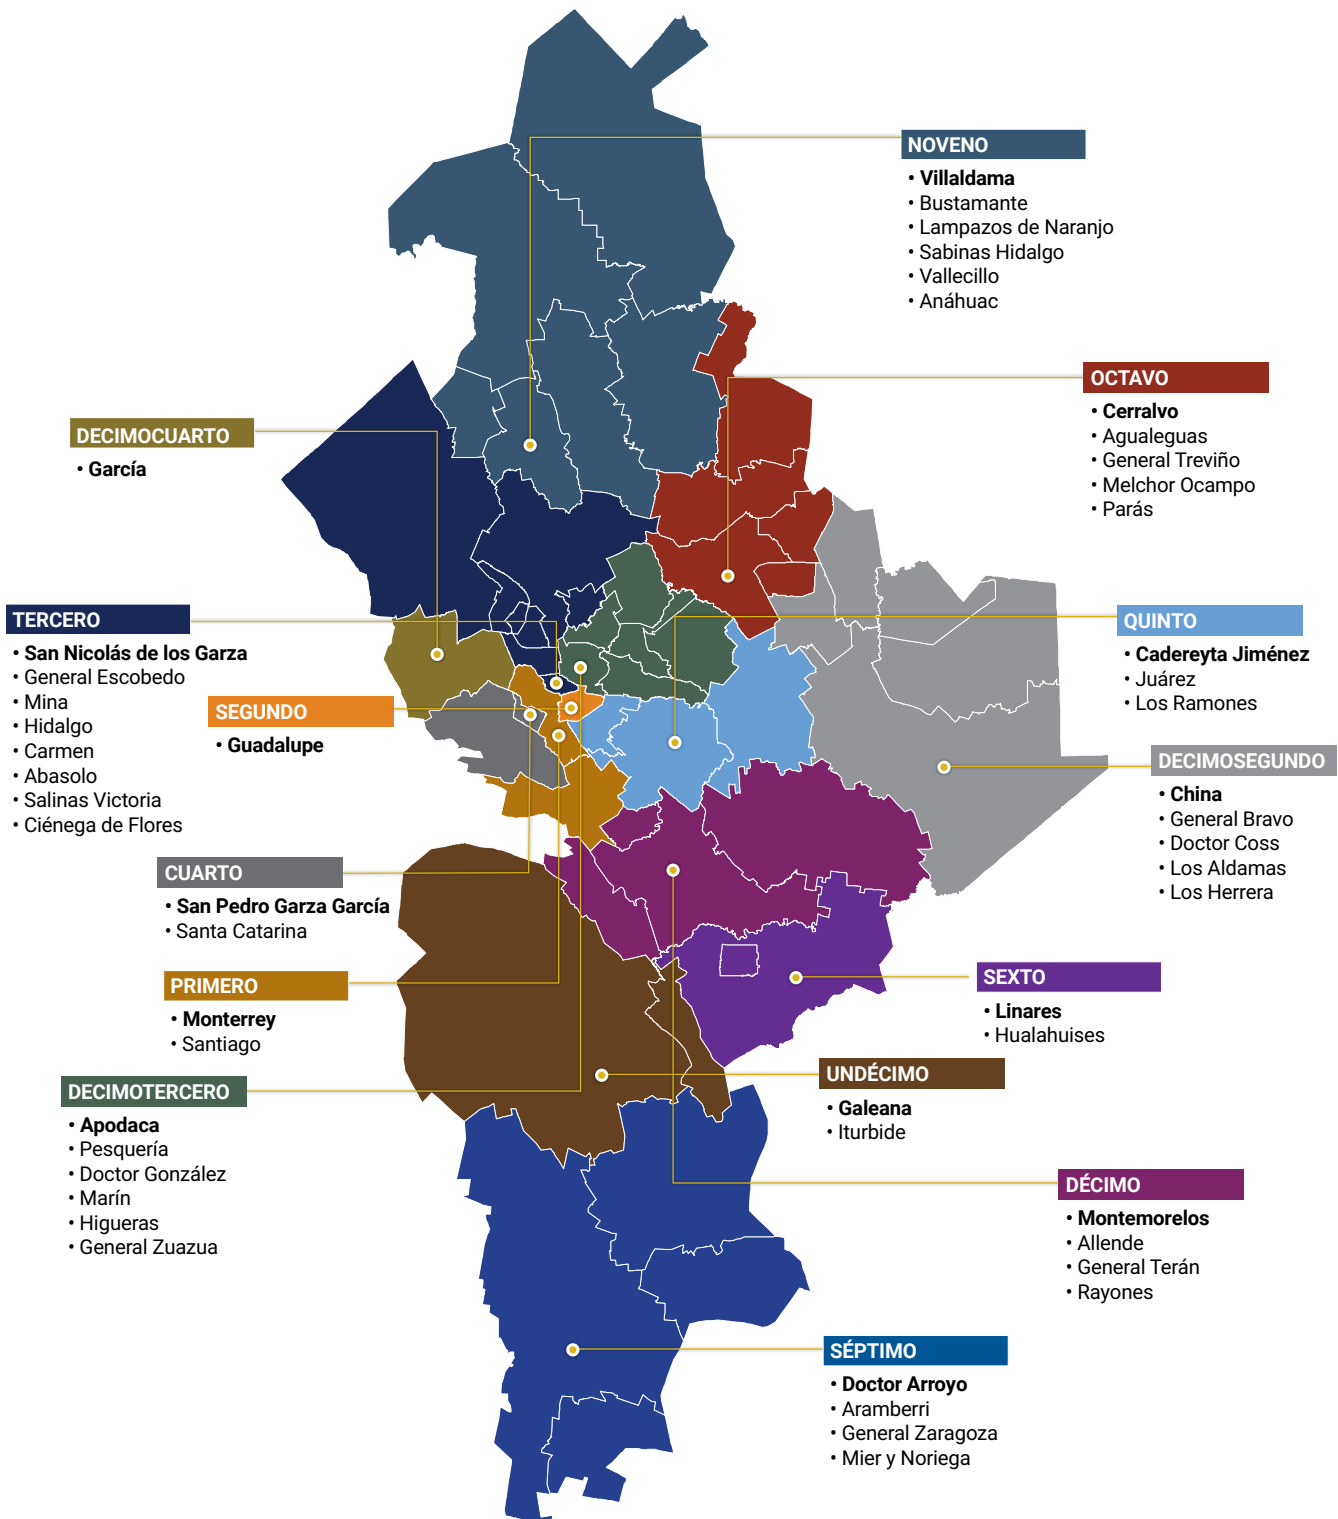 NOVENO
• Villaldama
• Bustamante
• Lampazos de Naranjo
• Sabinas Hidalgo
• Vallecillo
• Anáhuac
OCTAVO
• Cerralvo
• Agualeguas
• General Treviño
• Melchor Ocampo
• Parás
DECIMOCUARTO
• García
TERCERO
• San Nicolás de los Garza
• General Escobedo
• Mina
• Hidalgo
• Carmen
• Abasolo
• Salinas Victoria
• Ciénega de Flores
QUINTO
• Cadereyta Jiménez
• Juárez
• Los Ramones
SEGUNDO
• Guadalupe
DECIMOSEGUNDO
• China
• General Bravo
• Doctor Coss
• Los Aldamas
• Los Herrera
CUARTO
• San Pedro Garza García
• Santa Catarina
PRIMERO
• Monterrey
• Santiago
SEXTO
• Linares
• Hualahuises
DECIMOTERCERO
• Apodaca
• Pesquería
• Doctor González
• Marín
• Higueras
• General Zuazua
UNDÉCIMO
• Galeana
• Iturbide
DÉCIMO
• Montemorelos
• Allende
• General Terán
• Rayones
SÉPTIMO
• Doctor Arroyo
• Aramberri
• General Zaragoza
• Mier y Noriega